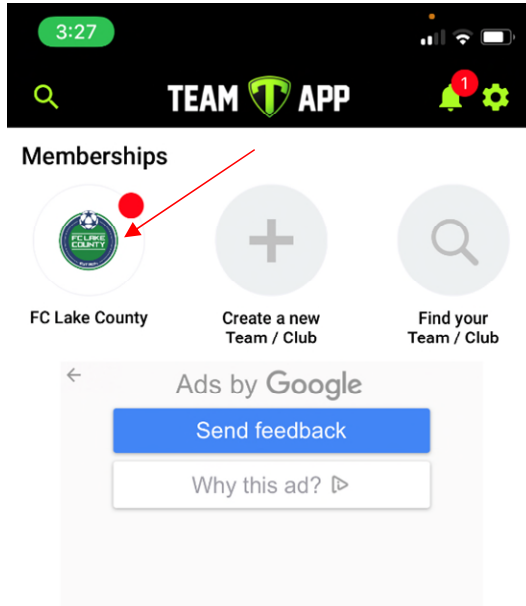 3:27
TEAM T APP
1
Memberships
FC LAKE
COUNTY
FC Lake County
Create a new
Team / Club
Find your
Team / Club
Ads by Google
Send feedback
Why this ad?